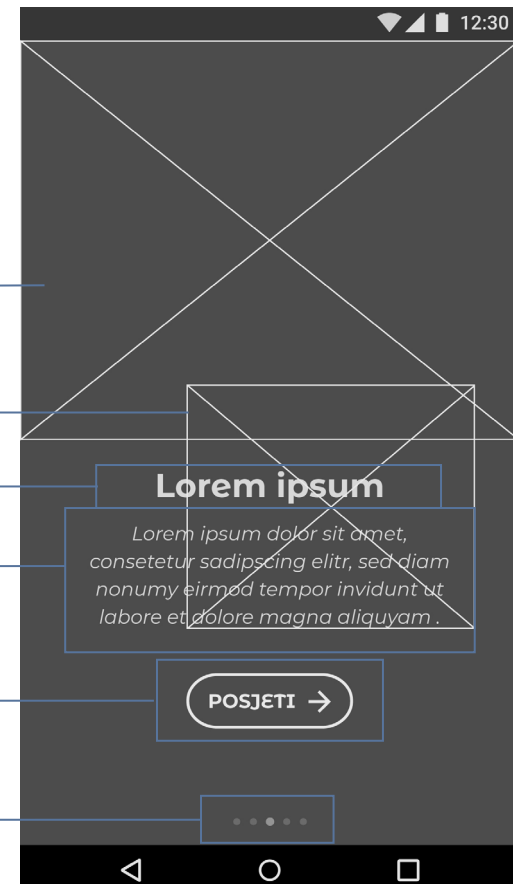 12:30
Lorem ipsum
Lorem ipsum dolor sit amet,
consetetur sadipscing elitr, sed diam
nonumy eirmod tempor invidunt ut
labore et dolore magna aliquyam .
POSJETI